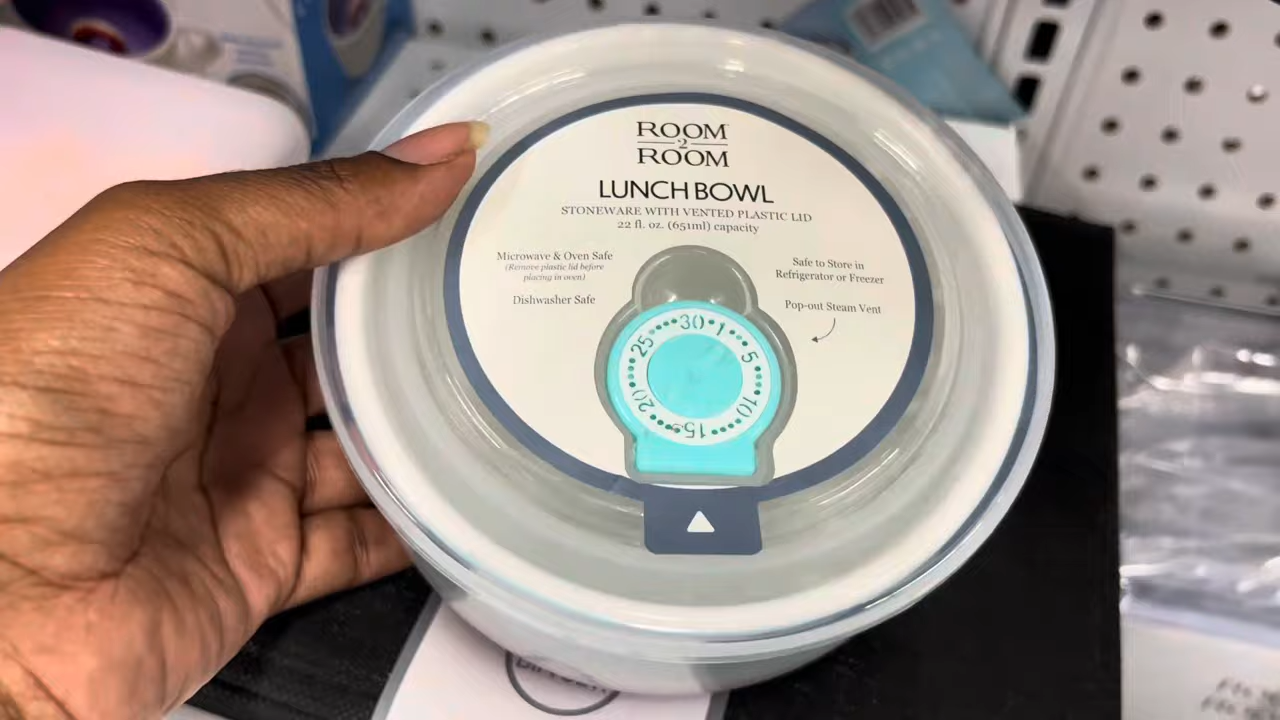 ROOM
2
ROOM
LUNCH BOWL
STONEWARE WITH VENTED PLASTIC LID
22 fl. oz. (651ml) capacity
Microwave & Oven Safe
(Remove plastic lid before
placing in oven)
Dishwasher Safe
Safe to Store in
Refrigerator or Freezer
Pop-out Steam Vent
30 1 5 10 15 20 25